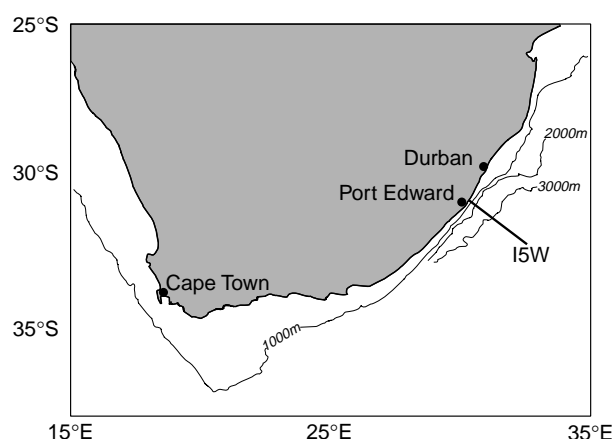 25°S
2000m
Durban
30°S
3000m
Port Edward
I5W
Cape Town
35°S
1000m
15°E
25°E
35°E